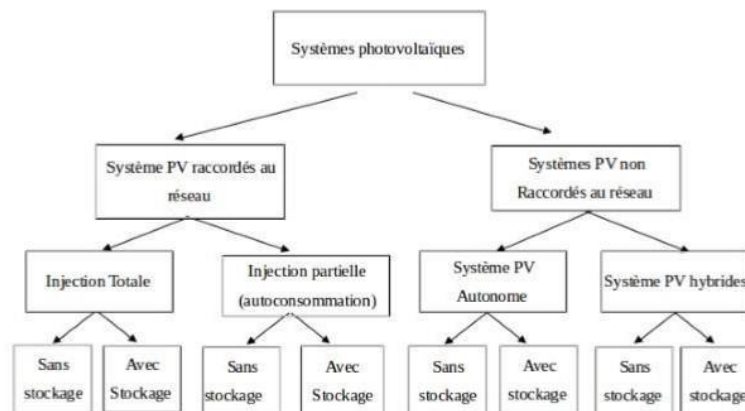 Systèmes photovoltaïques
Système PV raccordés au
réseau
Systèmes PV non
Raccordés au réseau
Injection Totale
Injection partielle
(autoconsommation)
Système PV
Autonome
Système PV hybrides
Sans
stockage
Avec
Stockage
Sans
stockage
Avec
Stockage
Sans
stockage
Avec
stockage
Sans
stockage
Avec
stockage